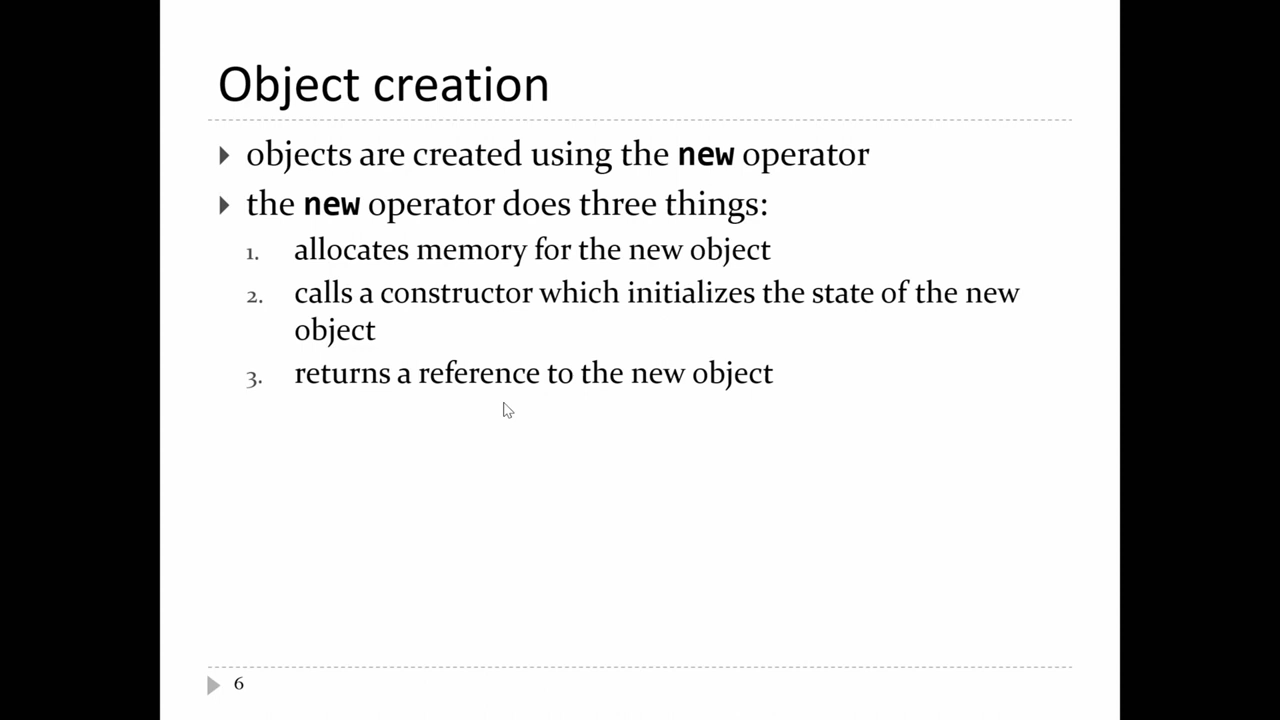 Object creation
objects are created using the new operator
the new operator does three things:
1. allocates memory for the new object
2. calls a constructor which initializes the state of the new
object
3. returns a reference to the new object
6